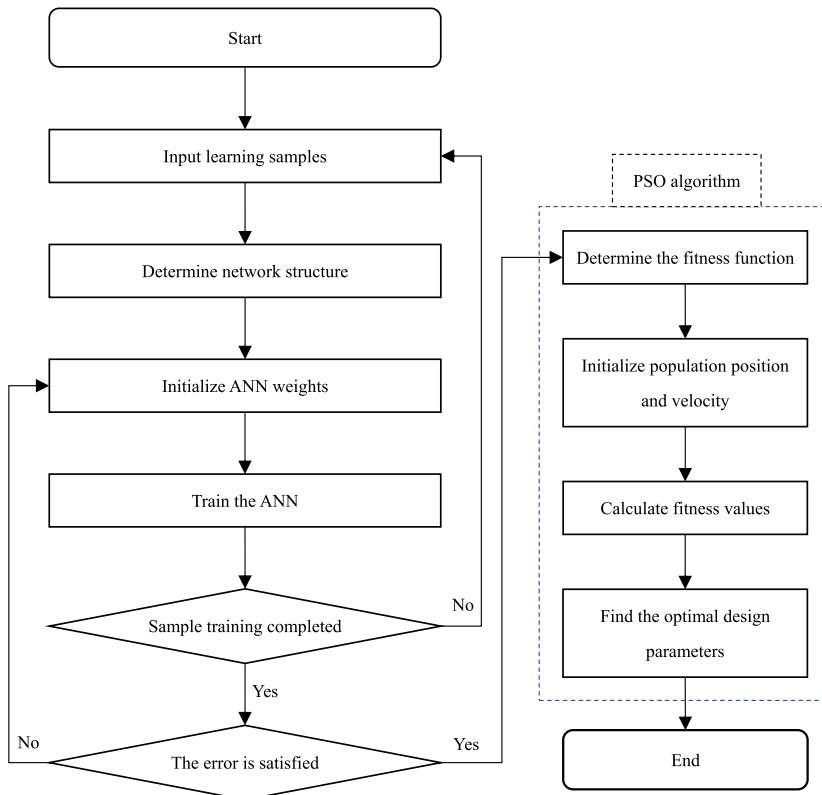 Start
Input learning samples
Determine network structure
Initialize ANN weights
Train the ANN
Sample training completed
No
Yes
The error is satisfied
No
Yes
PSO algorithm
Determine the fitness function
Initialize population position
and velocity
Calculate fitness values
Find the optimal design
parameters
End